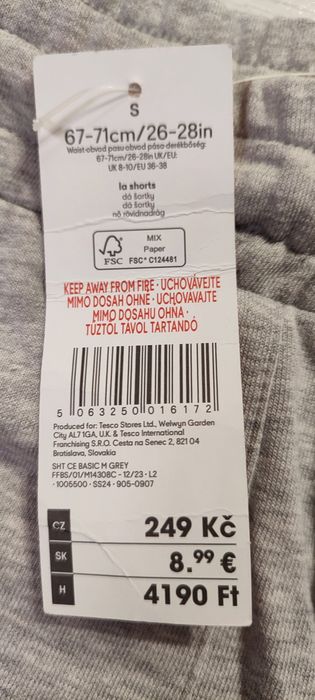 S
67-71cm/26-28in
Waist•obvod pasu•obvod pása•derékbőség:
67-71cm/26-28in UK/EU:
UK 8-10/EU 36-38
la shorts
dá šortky
dá šortky
nõ rövidnadrág
FSC
MIX
Paper
FSC® C124481
KEEP AWAY FROM FIRE · UCHOVÁVEJTE
MIMO DOSAH OHNĚ · UCHOVÁVAJTE
MIMO DOSAHU OHŇA ·
TŰZTŐL TÁVOL TARTANDÓ
5 063250 016172
Produced for: Tesco Stores Ltd., Welwyn Garden
City AL7 1GA, U.K. & Tesco International
Franchising S.R.O. Cesta na Senec 2, 821 04
Bratislava, Slovakia
SHT CE BASIC M GREY
FF8S/01/M14308C - 12/23 - L2
- 1005500 - SS24 - 905-0907
CZ 249 Kč
SK 8.99 €
H 4190 Ft